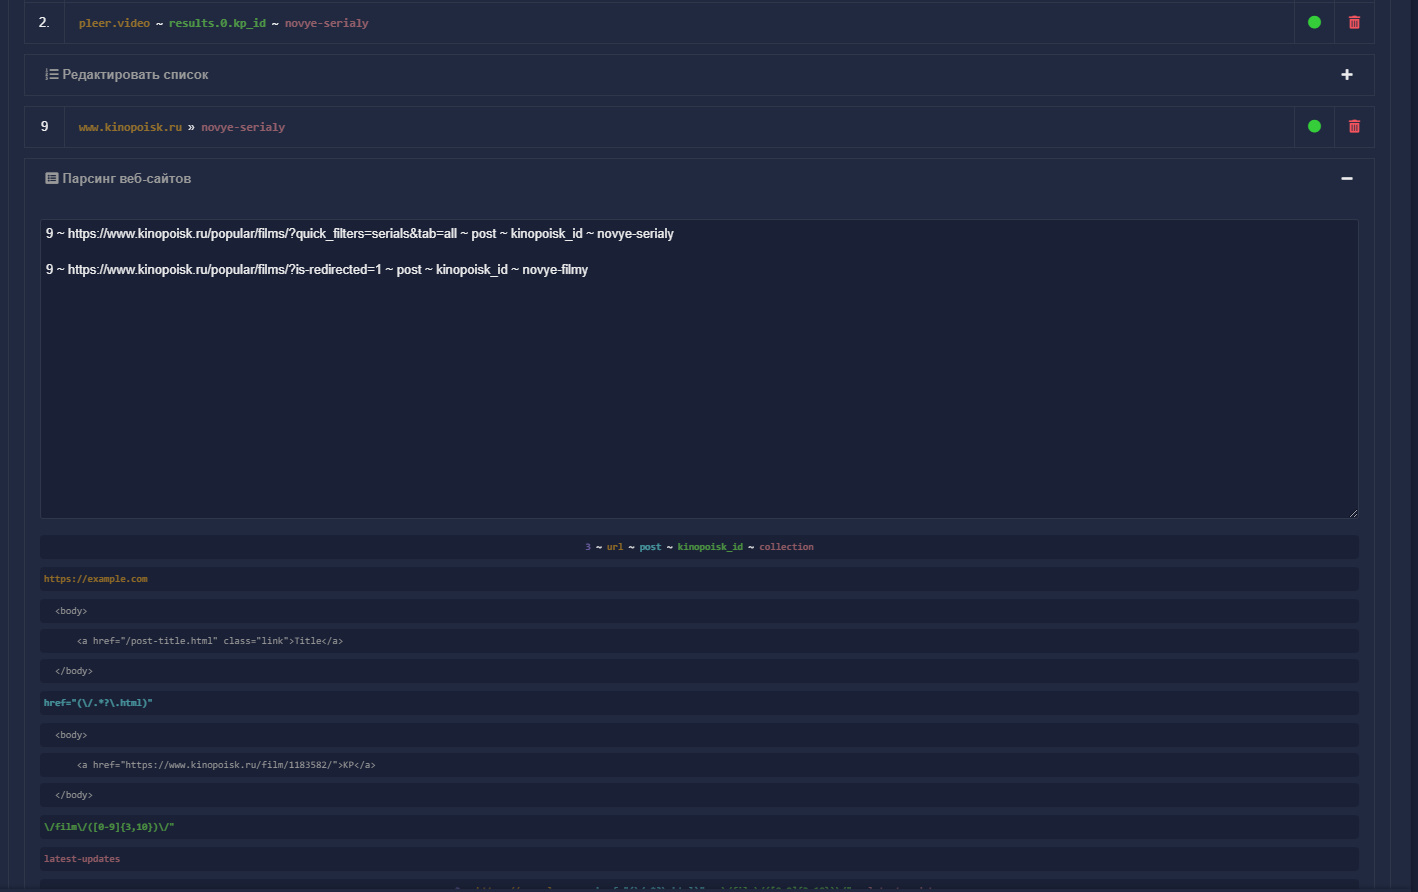 2. pleer.video ~ results.0.kp_id ~ novye-serialy
Редактировать список
9 www.kinopoisk.ru » novye-serialy
Парсинг веб-сайтов
9 ~ https://www.kinopoisk.ru/popular/films/?quick_filters=serials&tab=all ~ post ~ kinopoisk_id ~ novye-serialy
9 ~ https://www.kinopoisk.ru/popular/films/?is-redirected=1 ~ post ~ kinopoisk_id ~ novye-filmy
3 ~ url ~ post ~ kinopoisk_id ~ collection
https://example.com
<body>
<a href="/post-title.html" class="link">Title</a>
</body>
href="(\/.*?\.html)"
<body>
<a href="https://www.kinopoisk.ru/film/1183582/">KP</a>
</body>
\/film\/([0-9]{3,10})\/"
latest-updates